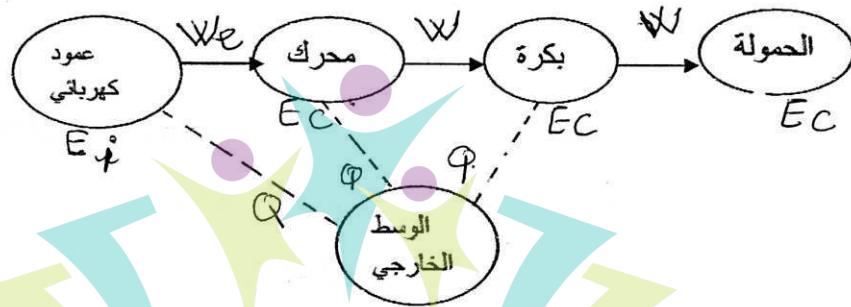 We
W
W
عمود
كهربائي
محرك
بكرة
الحمولة
Ei
Ec
Ec
Ec
Q
Q
Q
الوسط
الخارجي